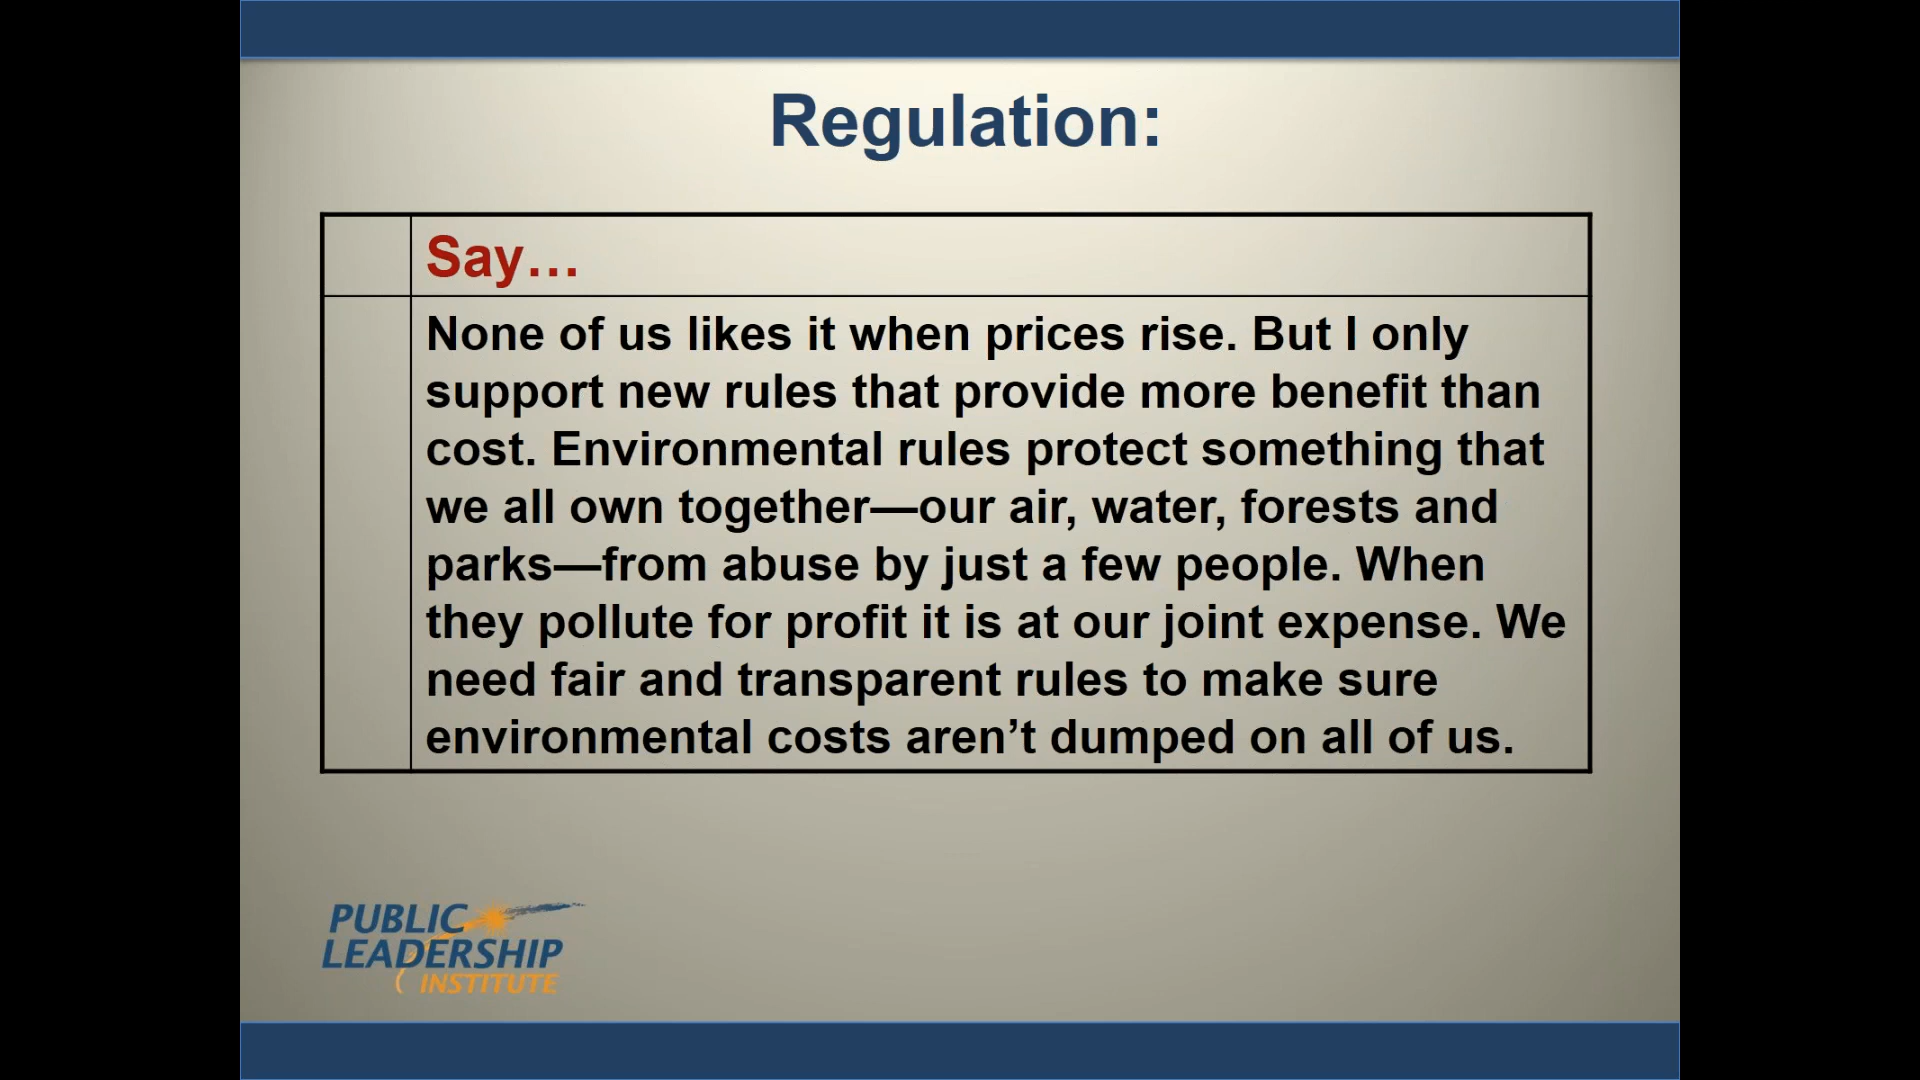 Regulation:
Say…
None of us likes it when prices rise. But I only
support new rules that provide more benefit than
cost. Environmental rules protect something that
we all own together—our air, water, forests and
parks—from abuse by just a few people. When
they pollute for profit it is at our joint expense. We
need fair and transparent rules to make sure
environmental costs aren’t dumped on all of us.
PUBLIC
LEADERSHIP
INSTITUTE